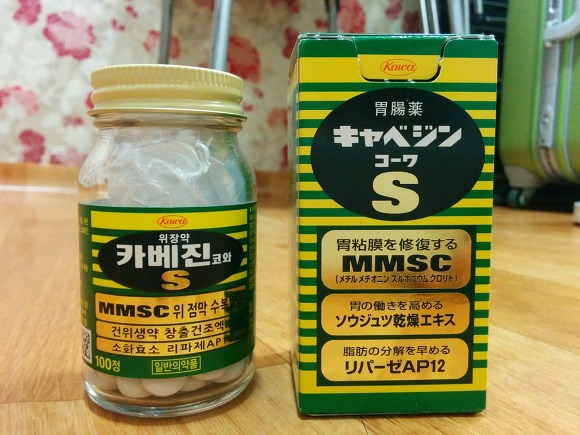 Kowa
위장약
카베진코와
S
MMSC 위 점막 수복
건위생약 창출건조엑
소화효소 리파제AP
100정
일반의약품
Kowa
胃腸薬
キャベジン
コーワ
S
胃粘膜を修復する
MMSC
(メチルメチオニンスルホニウムクロリド)
胃の働きを高める
ソウジュツ乾燥エキス
脂肪の分解を早める
リパーゼAP12